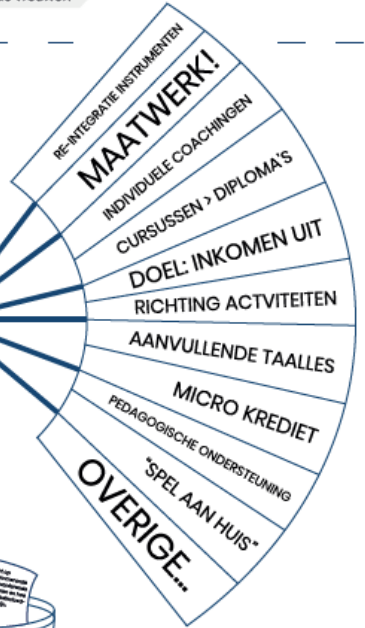 RE-INTEGRATIE INSTRUMENTEN
MAATWERK!
INDIVIDUELE COACHINGEN
CURSUSSEN > DIPLOMA'S
DOEL: INKOMEN UIT
RICHTING ACTVITEITEN
AANVULLENDE TAALLES
MICRO KREDIET
PEDAGOGISCHE ONDERSTEUNING
"SPEL AAN HUIS"
OVERIGE...